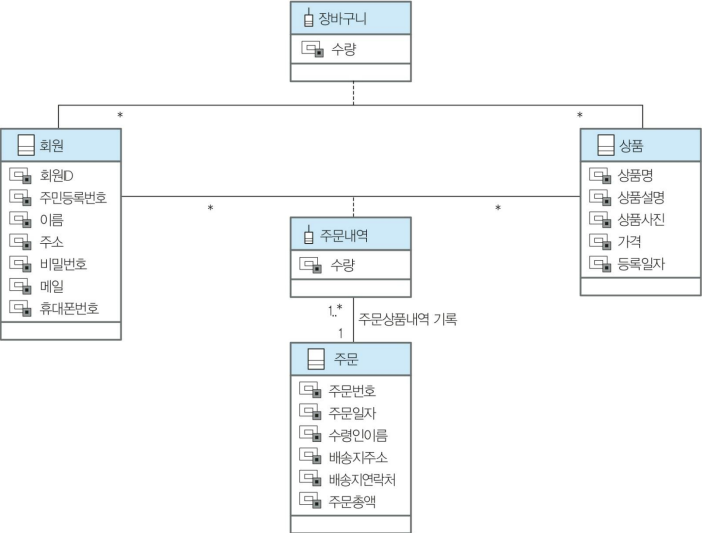 장바구니
수량
*
*
회원
회원ID
주민등록번호
이름
주소
비밀번호
메일
휴대폰번호
상품
상품명
상품설명
상품사진
가격
등록일자
*
*
주문내역
수량
1..*
주문상품내역 기록
1
주문
주문번호
주문일자
수령인이름
배송지주소
배송지연락처
주문총액